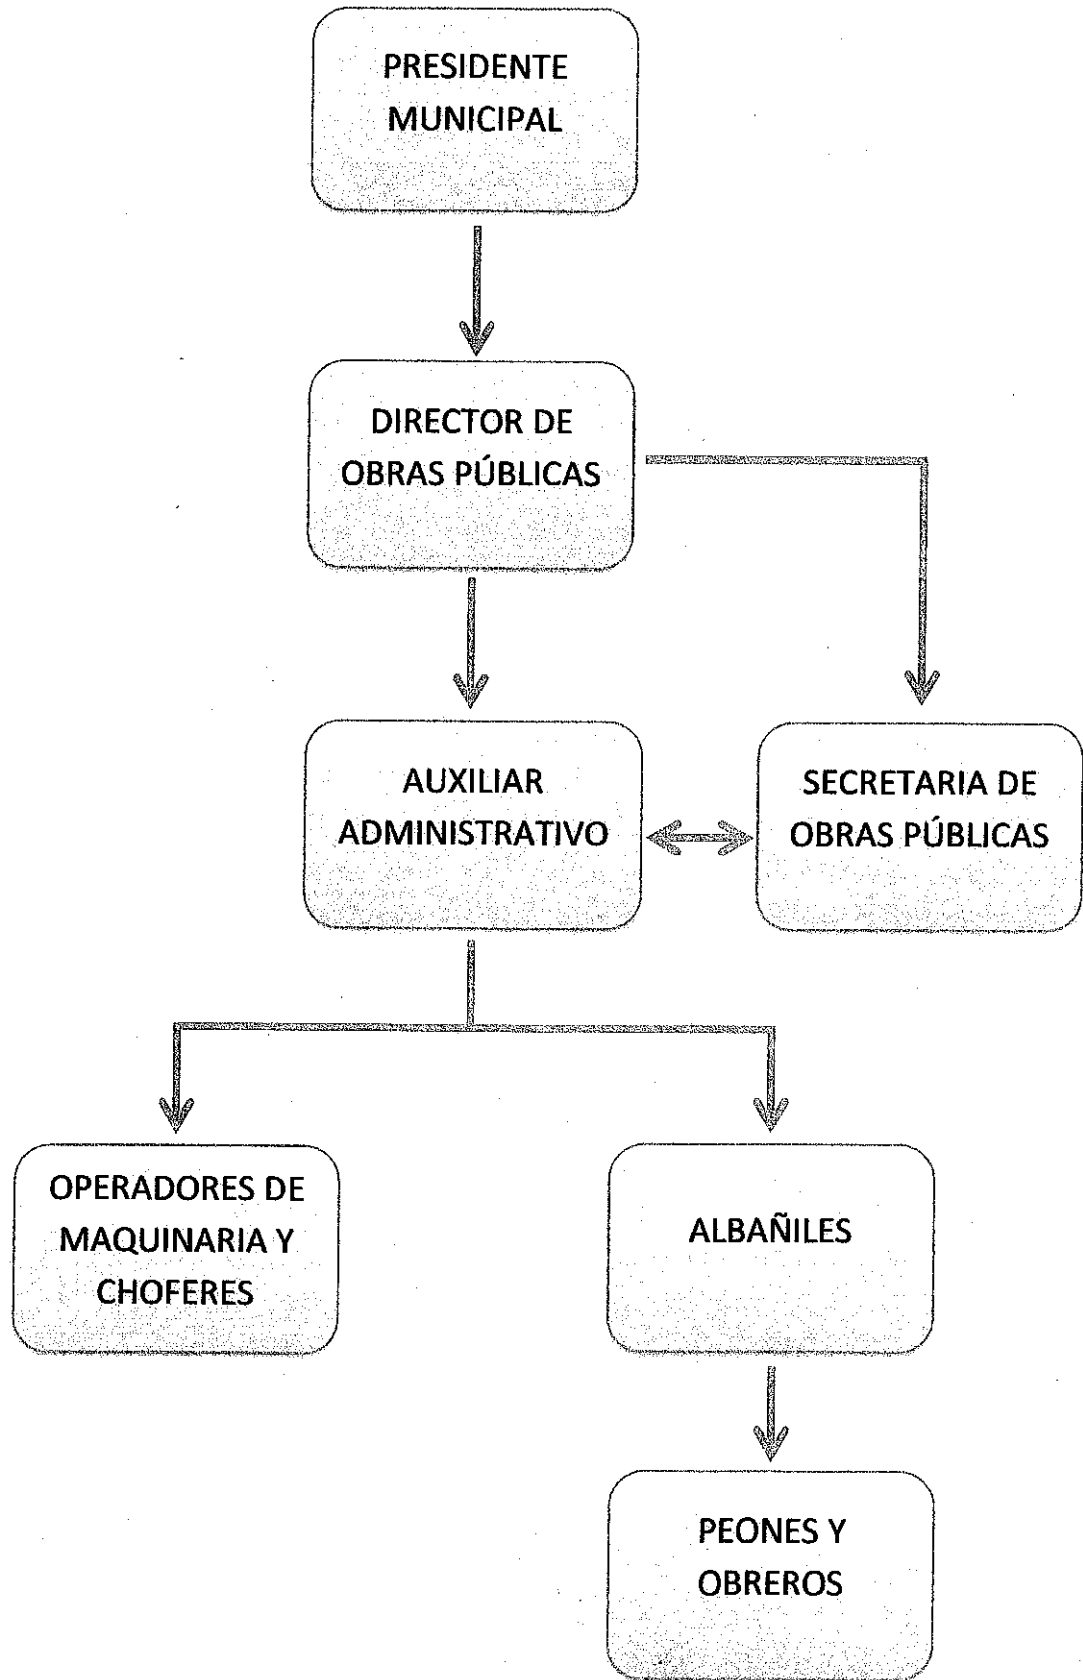 PRESIDENTE
MUNICIPAL
DIRECTOR DE
OBRAS PÚBLICAS
AUXILIAR
ADMINISTRATIVO
SECRETARIA DE
OBRAS PÚBLICAS
OPERADORES DE
MAQUINARIA Y
CHOFERES
ALBAÑILES
PEONES Y
OBREROS